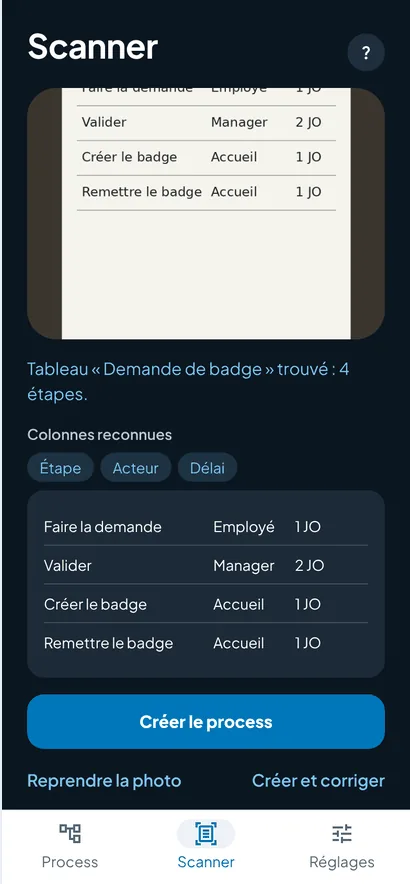 Scanner
?
Faire la demande Employé 1 JO
Valider Manager 2 JO
Créer le badge Accueil 1 JO
Remettre le badge Accueil 1 JO
Tableau « Demande de badge » trouvé : 4
étapes.
Colonnes reconnues
Étape Acteur Délai
Faire la demande Employé 1 JO
Valider Manager 2 JO
Créer le badge Accueil 1 JO
Remettre le badge Accueil 1 JO
Créer le process
Reprendre la photo Créer et corriger
Process Scanner Réglages